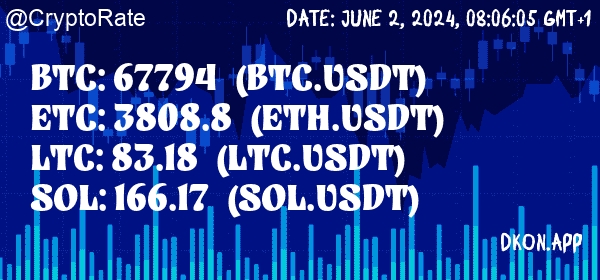 @CryptoRate
DATE: JUNE 2, 2024, 08:06:05 GMT+1
BTC: 67794 (BTC.USDT)
ETC: 3808.8 (ETH.USDT)
LTC: 83.18 (LTC.USDT)
SOL: 166.17 (SOL.USDT)
DKON.APP